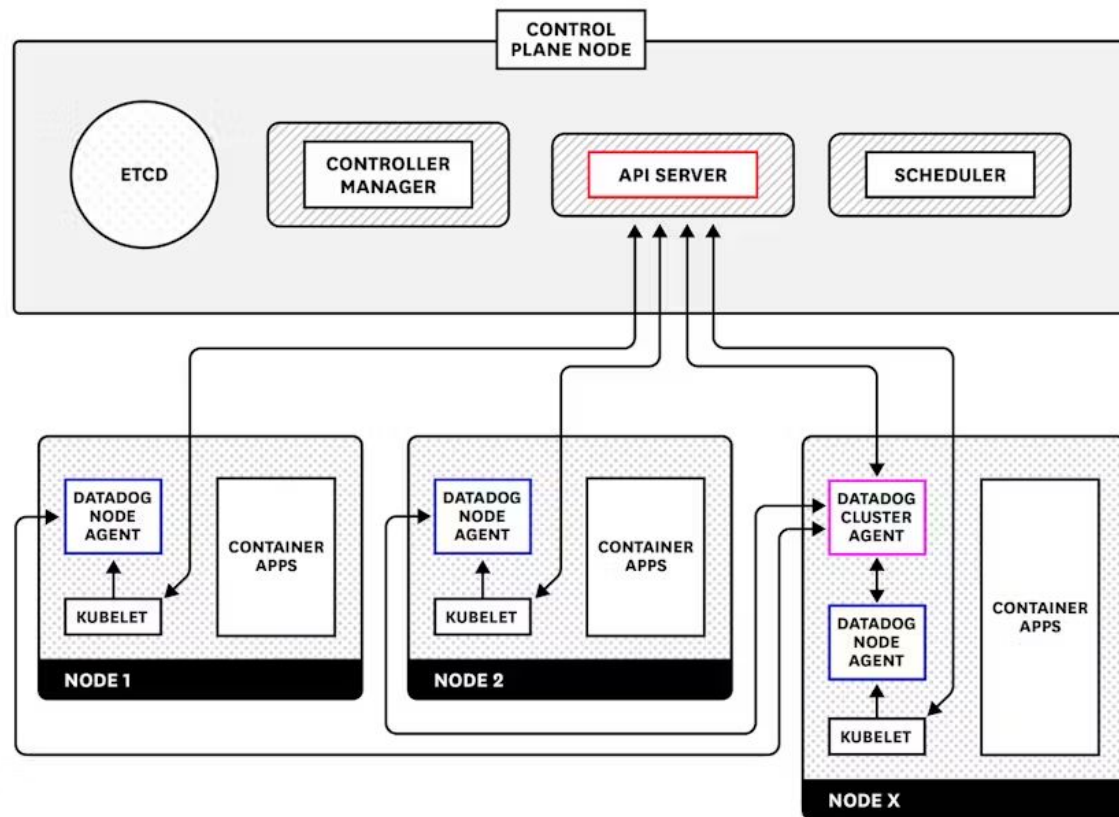 CONTROL
PLANE NODE
ETCD
CONTROLLER
MANAGER
API SERVER
SCHEDULER
DATADOG
NODE
AGENT
KUBELET
CONTAINER
APPS
NODE 1
DATADOG
NODE
AGENT
KUBELET
CONTAINER
APPS
NODE 2
DATADOG
CLUSTER
AGENT
DATADOG
NODE
AGENT
KUBELET
CONTAINER
APPS
NODE X